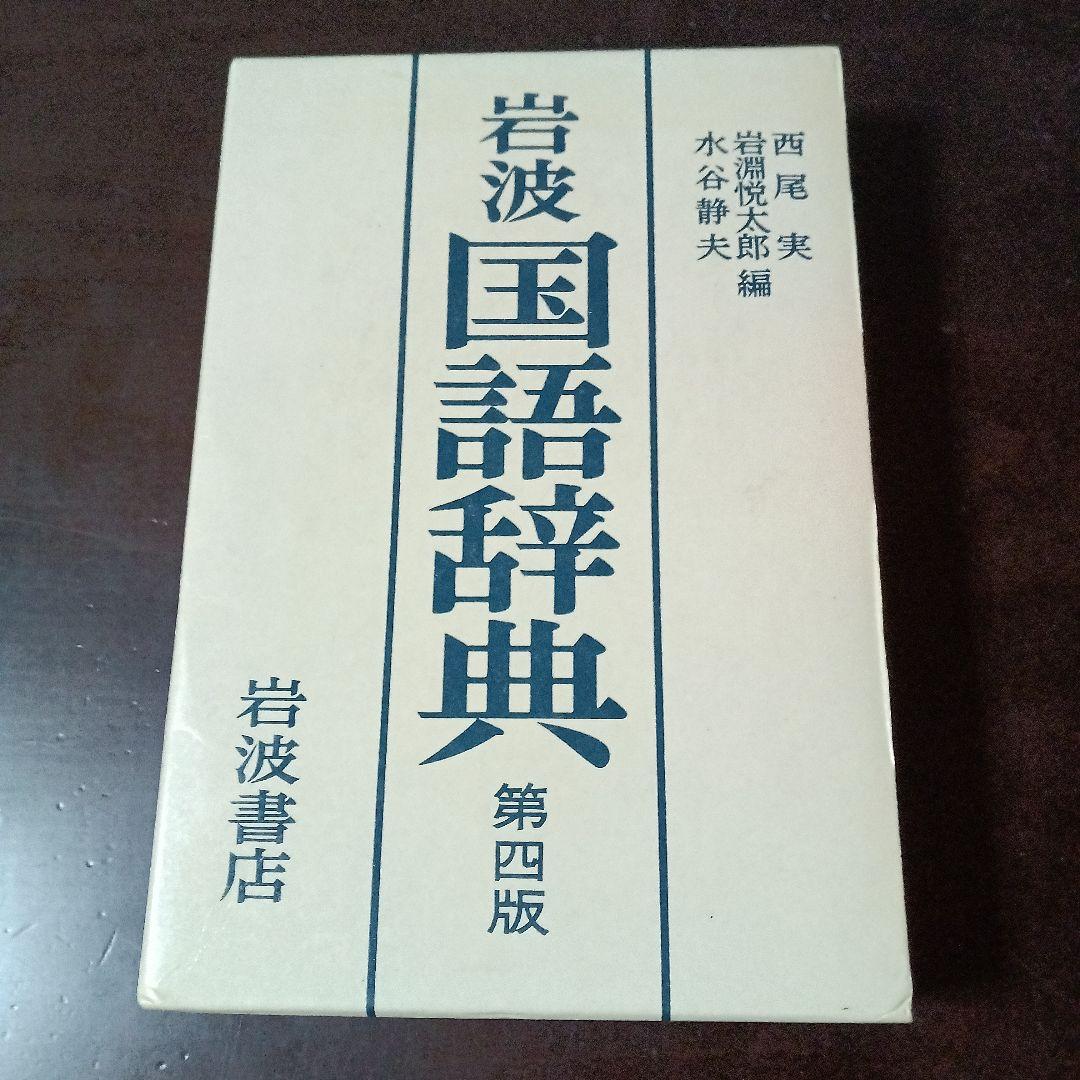 西尾実
岩淵悦太郎 編
水谷静夫
岩波
国語辞典
第四版
岩波書店